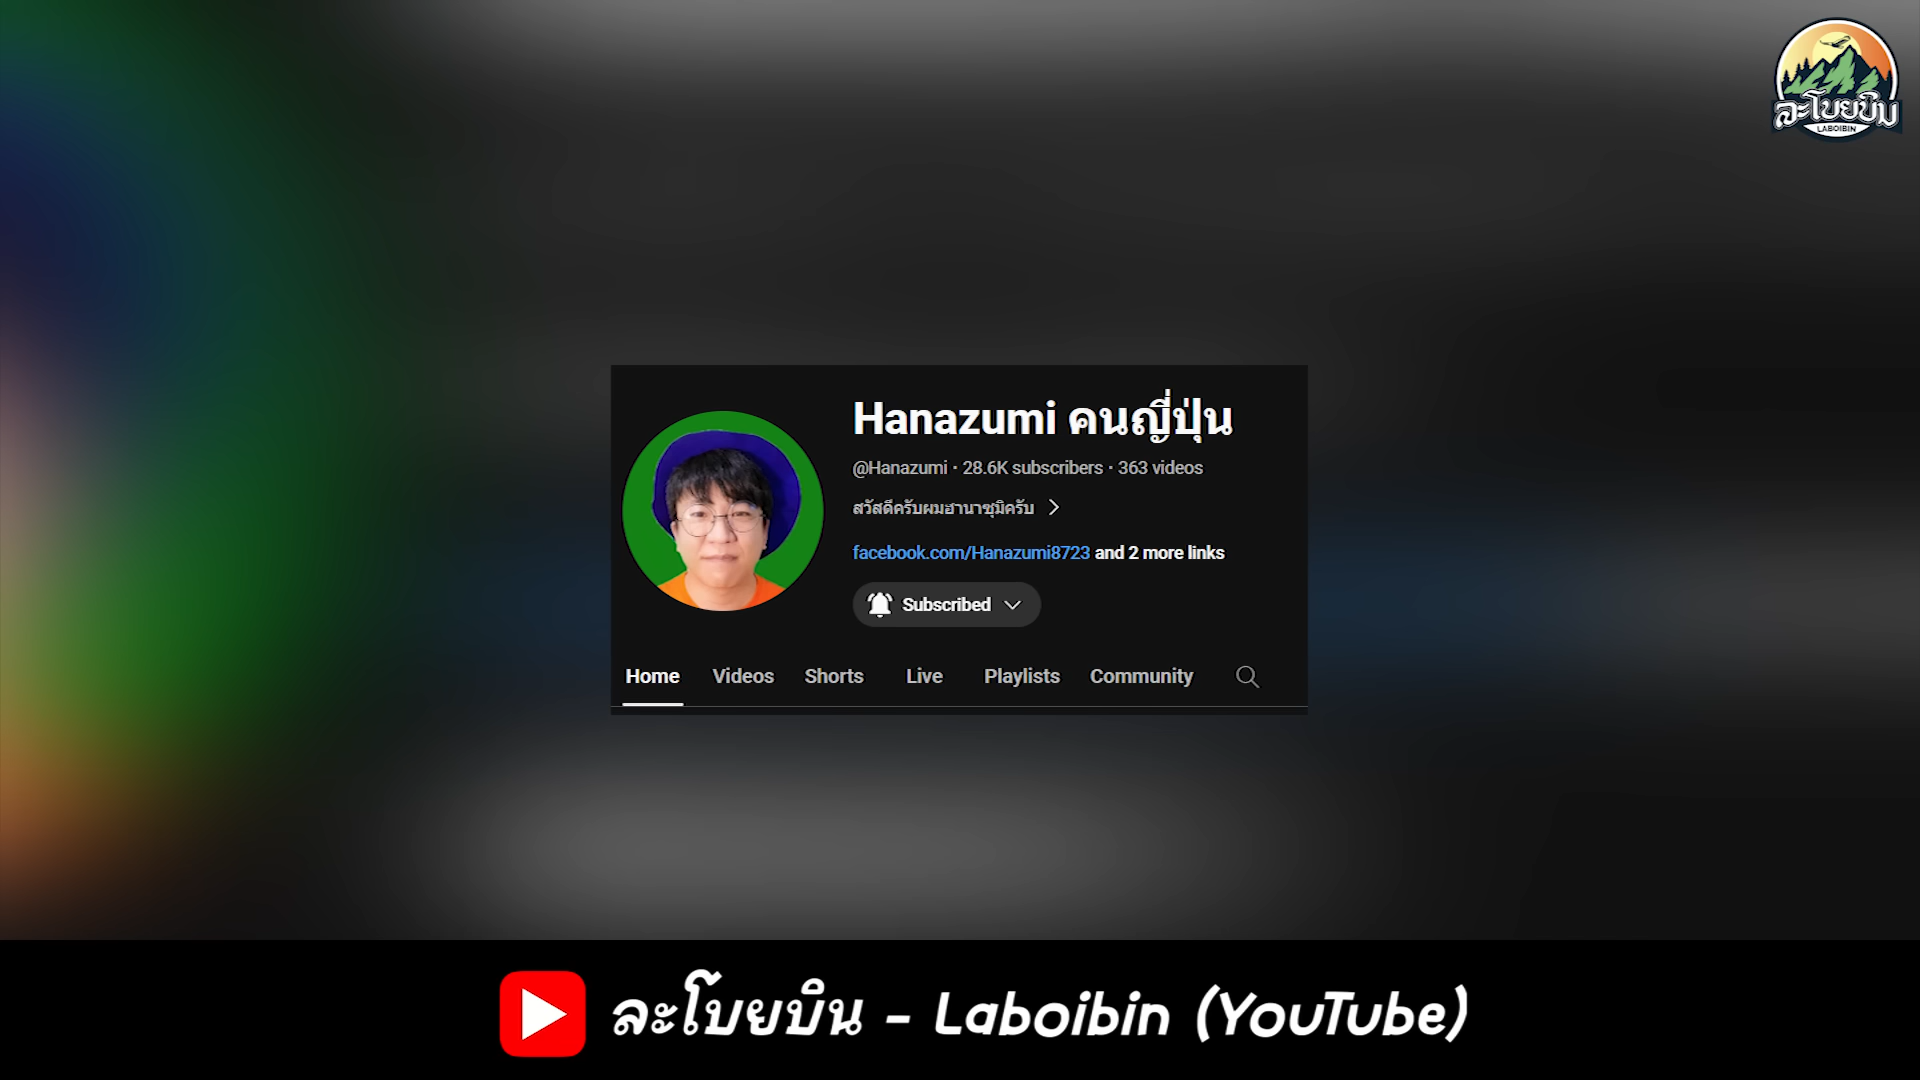 ละโบยบิน
LABOIBIN
Hanazumi คนญี่ปุ่น
@Hanazumi · 28.6K subscribers · 363 videos
สวัสดีครับผมฮานาซุมิครับ
facebook.com/Hanazumi8723 and 2 more links
Subscribed
Home Videos Shorts Live Playlists Community
ละโบยบิน - Laboibin (YouTube)